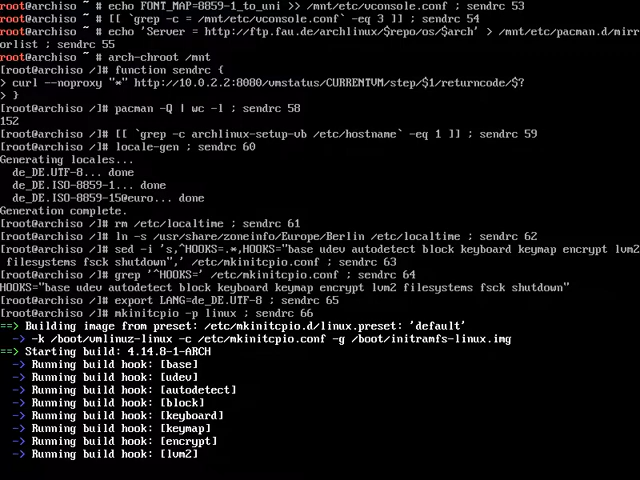 root@archiso ~ # echo FONT_MAP=8859-1_to_uni >> /mnt/etc/vconsole.conf ; sendrc 53
root@archiso ~ # [[ `grep -c = /mnt/etc/vconsole.conf` -eq 3 ]] ; sendrc 54
root@archiso ~ # echo 'Server = http://ftp.fau.de/archlinux/$repo/os/$arch' > /mnt/etc/pacman.d/mirr
orlist ; sendrc 55
root@archiso ~ # arch-chroot /mnt
[root@archiso /]# function sendrc {
> curl --noproxy "*" http://10.0.2.2:8080/vmstatus/CURRENTVM/step/$1/returncode/$?
> }
[root@archiso /]# pacman -Q | wc -l ; sendrc 58
152
[root@archiso /]# [[ `grep -c archlinux-setup-vb /etc/hostname` -eq 1 ]] ; sendrc 59
[root@archiso /]# locale-gen ; sendrc 60
Generating locales...
  de_DE.UTF-8... done
  de_DE.ISO-8859-1... done
  de_DE.ISO-8859-15@euro... done
Generation complete.
[root@archiso /]# rm /etc/localtime ; sendrc 61
[root@archiso /]# ln -s /usr/share/zoneinfo/Europe/Berlin /etc/localtime ; sendrc 62
[root@archiso /]# sed -i 's,^HOOKS=.*,HOOKS="base udev autodetect block keyboard keymap encrypt lvm2
 filesystems fsck shutdown",' /etc/mkinitcpio.conf ; sendrc 63
[root@archiso /]# grep '^HOOKS=' /etc/mkinitcpio.conf ; sendrc 64
HOOKS="base udev autodetect block keyboard keymap encrypt lvm2 filesystems fsck shutdown"
[root@archiso /]# export LANG=de_DE.UTF-8 ; sendrc 65
[root@archiso /]# mkinitcpio -p linux ; sendrc 66
==> Building image from preset: /etc/mkinitcpio.d/linux.preset: 'default'
  -> -k /boot/vmlinuz-linux -c /etc/mkinitcpio.conf -g /boot/initramfs-linux.img
==> Starting build: 4.14.8-1-ARCH
  -> Running build hook: [base]
  -> Running build hook: [udev]
  -> Running build hook: [autodetect]
  -> Running build hook: [block]
  -> Running build hook: [keyboard]
  -> Running build hook: [keymap]
  -> Running build hook: [encrypt]
  -> Running build hook: [lvm2]